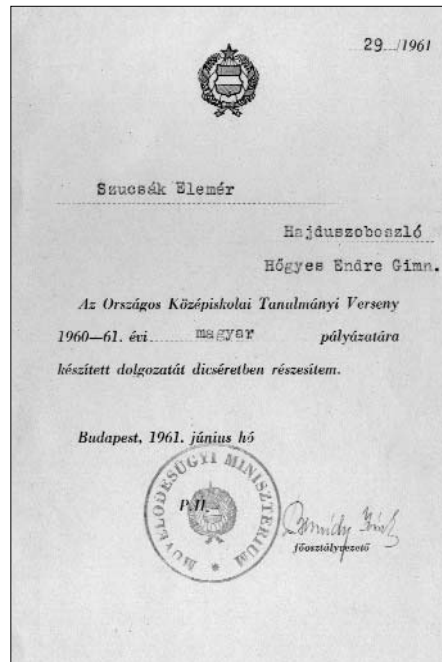 29 /1961
Szucsák Elemér
Hajduszoboszló
Hőgyes Endre Gimn.
Az Országos Középiskolai Tanulmányi Verseny
1960—61. évi magyar pályázatára
készített dolgozatát dicséretben részesítem.
Budapest, 1961. június hó
MŰVELŐDÉSÜGYI MINISZTÉRIUM
P.H.
főosztályvezető